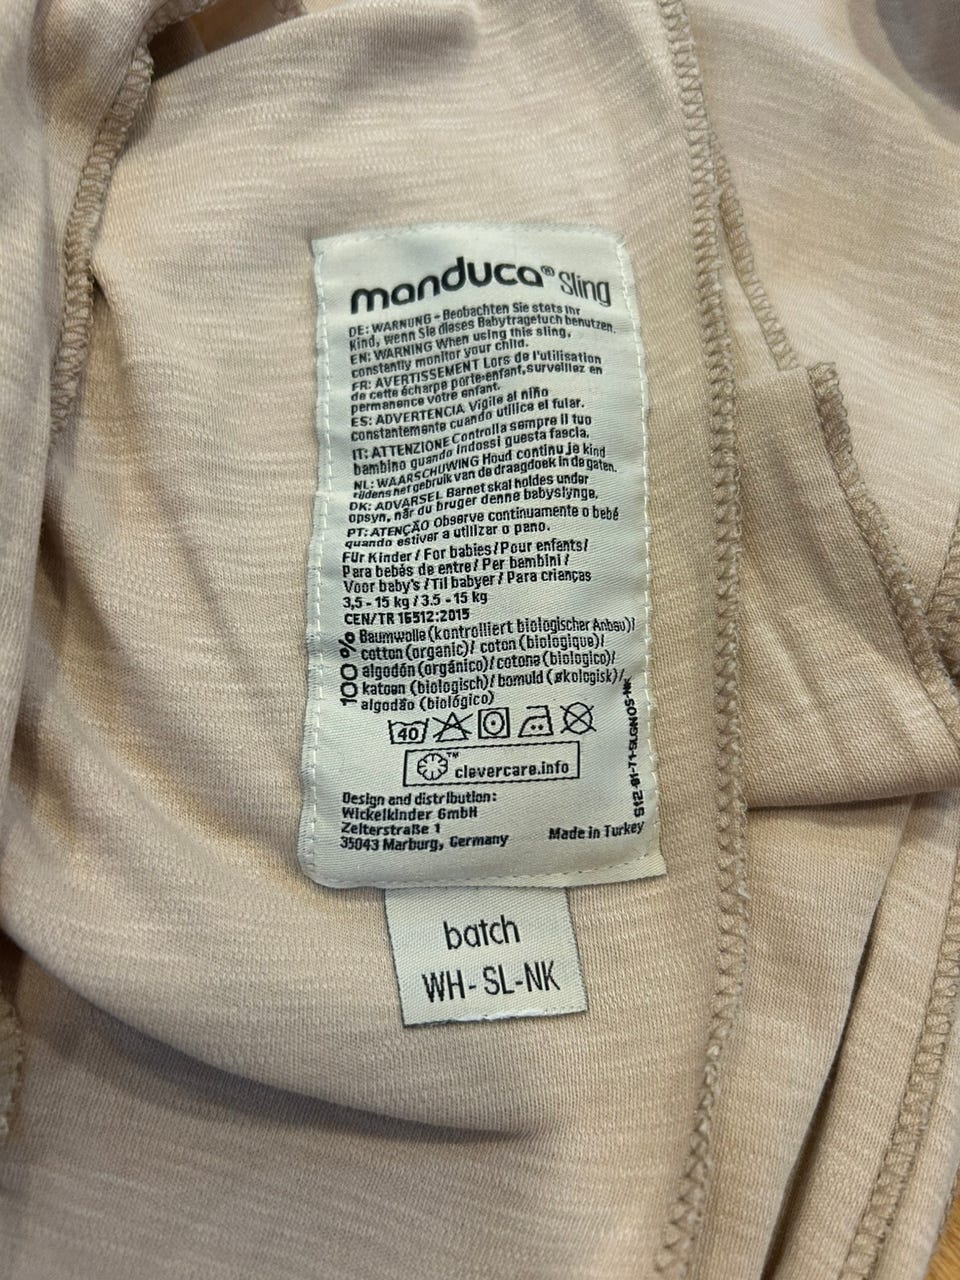 manduca® Sling
DE: WARNUNG - Beobachten Sie stets Ihr
Kind, wenn Sie dieses Babytragetuch benutzen.
EN: WARNING When using this sling,
constantly monitor your child.
FR: AVERTISSEMENT Lors de l'utilisation
de cette écharpe porte-enfant, surveillez en
permanence votre enfant.
ES: ADVERTENCIA Vigile al niño
constantemente cuando utilice el fular.
IT: ATTENZIONE Controlla sempre il tuo
bambino quando indossi questa fascia.
NL: WAARSCHUWING Houd continu je kind
tijdens het gebruik van de draagdoek in de gaten.
DK: ADVARSEL Barnet skal holdes under
opsyn, når du bruger denne babyslynge.
PT: ATENÇÃO Observe continuamente o bebé
quando estiver a utilizar o pano.
Für Kinder / For babies / Pour enfants/
Para bebés de entre / Per bambini /
Voor baby's / Til babyer / Para crianças
3,5 - 15 kg / 3.5 - 15 kg
CEN/TR 16512:2015
100 %
Baumwolle (kontrolliert biologischer Anbau)/
cotton (organic)/ coton (biologique)/
algodón (orgánico)/ cotone (biologico)/
katoen (biologisch)/ bomuld (økologisk)/
algodão (biológico)
40
™ clevercare.info
Design and distribution:
Wickelkinder GmbH
Zelterstraße 1
35043 Marburg, Germany
Made in Turkey
batch
WH-SL-NK